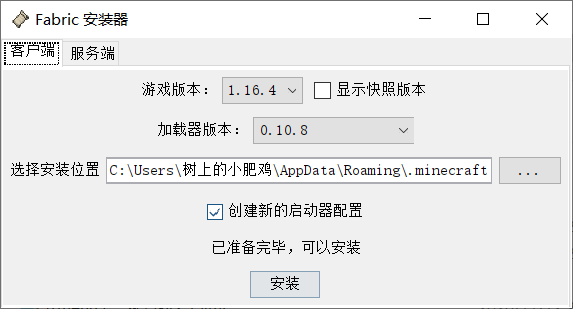 Fabric 安装器
客户端 服务端
游戏版本： 1.16.4 显示快照版本
加载器版本： 0.10.8
选择安装位置 C:\Users\树上的小肥鸡\AppData\Roaming\.minecraft ...
创建新的启动器配置
已准备完毕，可以安装
安装